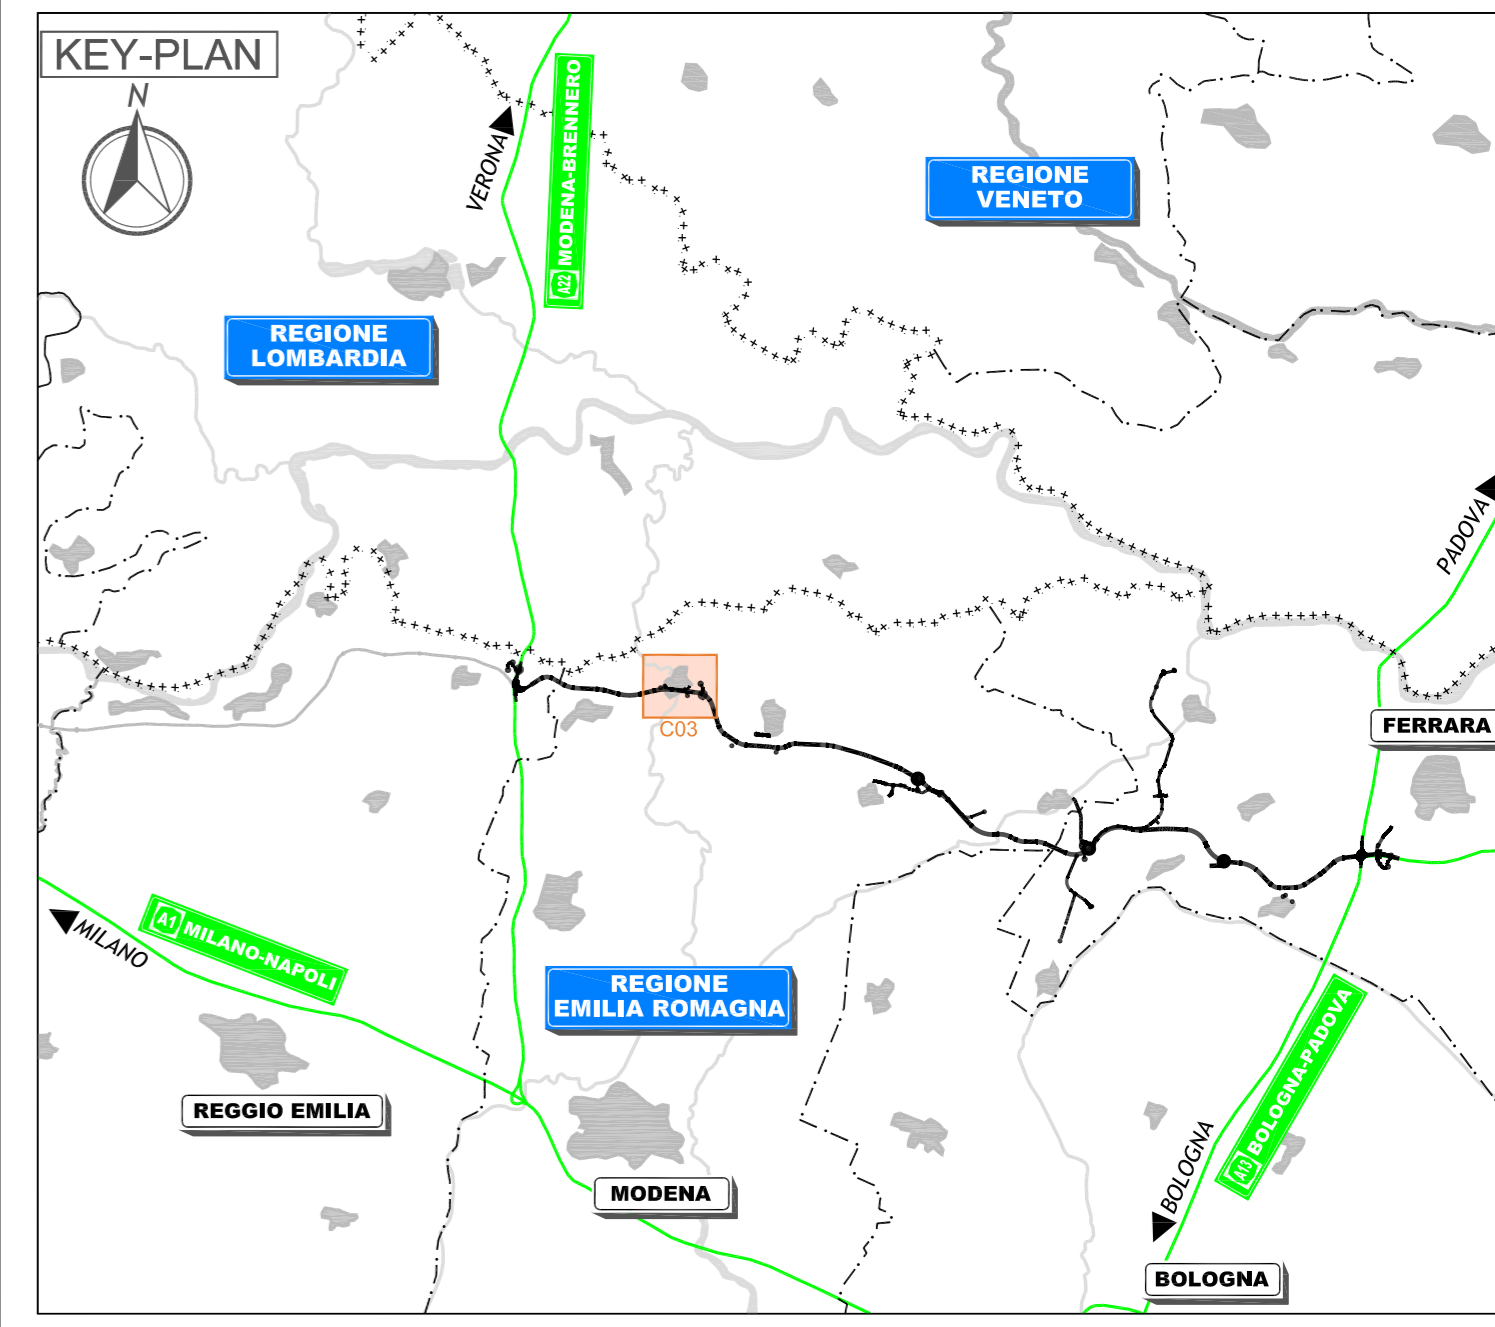 KEY-PLAN
N
VERONA
A22 MODENA-BRENNERO
REGIONE
VENETO
REGIONE
LOMBARDIA
PADOVA
C03
FERRARA
A1 MILANO-NAPOLI
MILANO
REGIONE
EMILIA ROMAGNA
A13 BOLOGNA-PADOVA
REGGIO EMILIA
MODENA
BOLOGNA
BOLOGNA